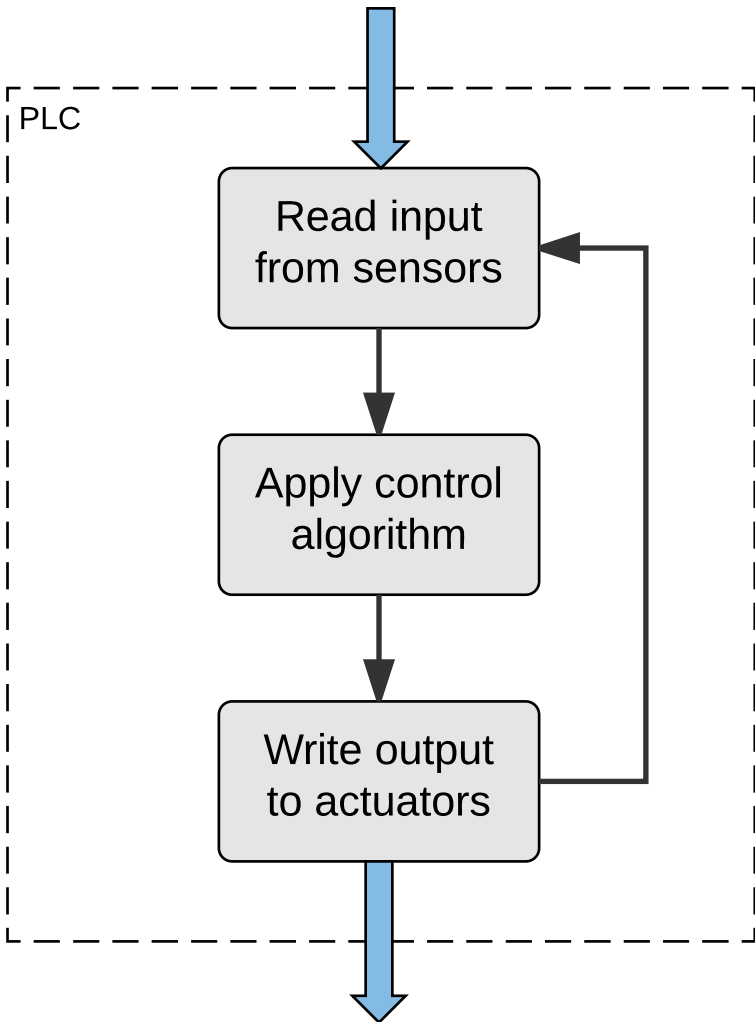 PLC
Read input
from sensors
Apply control
algorithm
Write output
to actuators